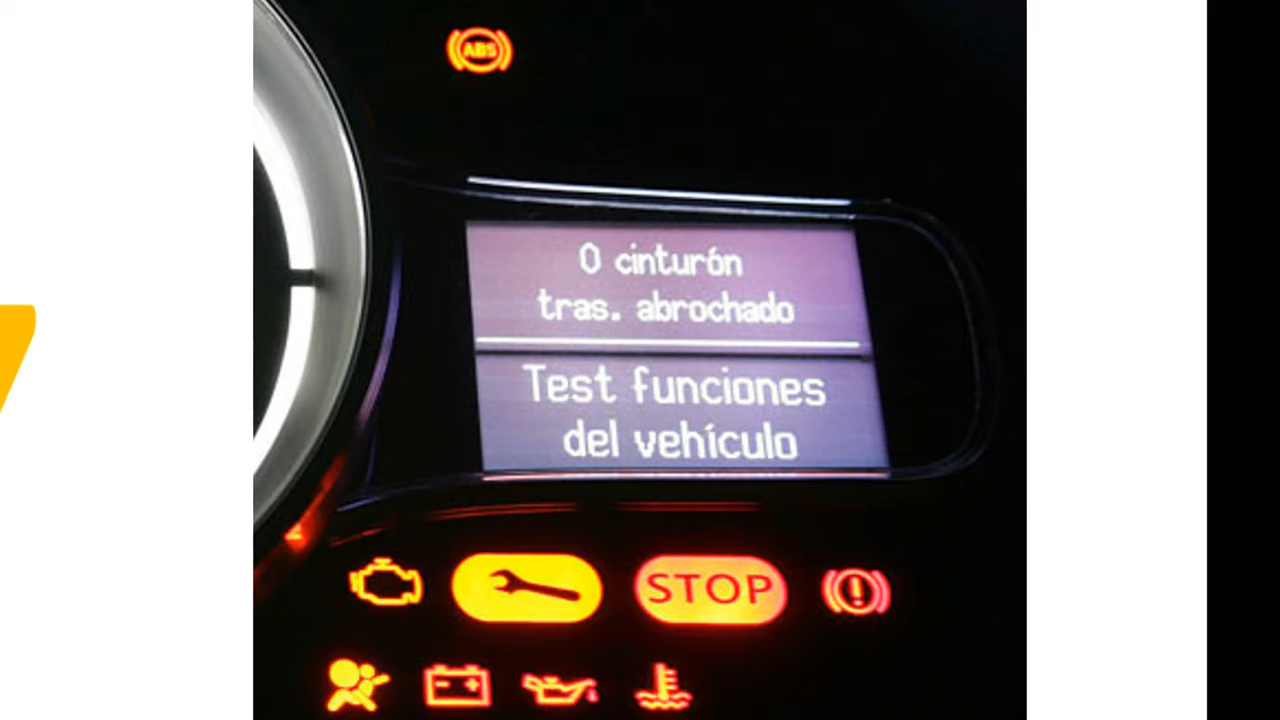 ABS
0 cinturón
tras. abrochado
Test funciones
del vehículo
STOP